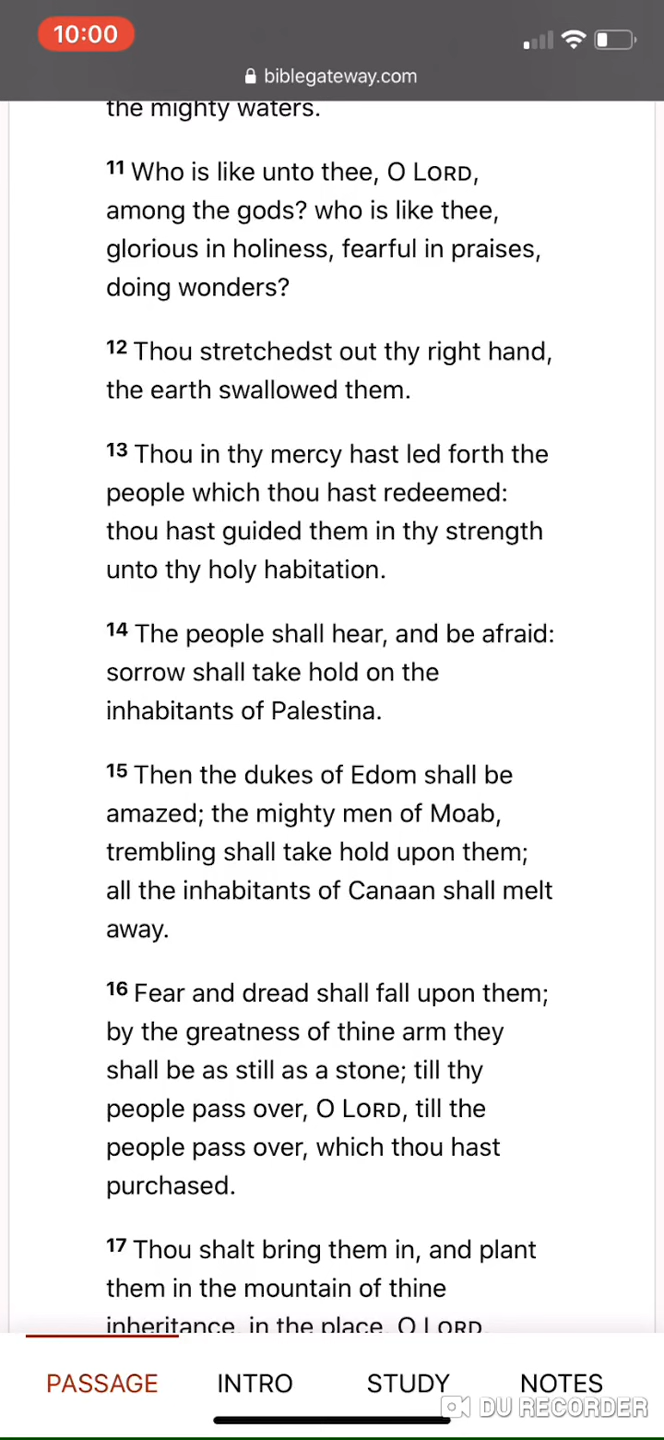 10:00
biblegateway.com
the mighty waters.
11 Who is like unto thee, O LORD,
among the gods? who is like thee,
glorious in holiness, fearful in praises,
doing wonders?
12 Thou stretchedst out thy right hand,
the earth swallowed them.
13 Thou in thy mercy hast led forth the
people which thou hast redeemed:
thou hast guided them in thy strength
unto thy holy habitation.
14 The people shall hear, and be afraid:
sorrow shall take hold on the
inhabitants of Palestina.
15 Then the dukes of Edom shall be
amazed; the mighty men of Moab,
trembling shall take hold upon them;
all the inhabitants of Canaan shall melt
away.
16 Fear and dread shall fall upon them;
by the greatness of thine arm they
shall be as still as a stone; till thy
people pass over, O LORD, till the
people pass over, which thou hast
purchased.
17 Thou shalt bring them in, and plant
them in the mountain of thine
inheritance, in the place, O LORD,
PASSAGE INTRO STUDY NOTES
DU RECORDER